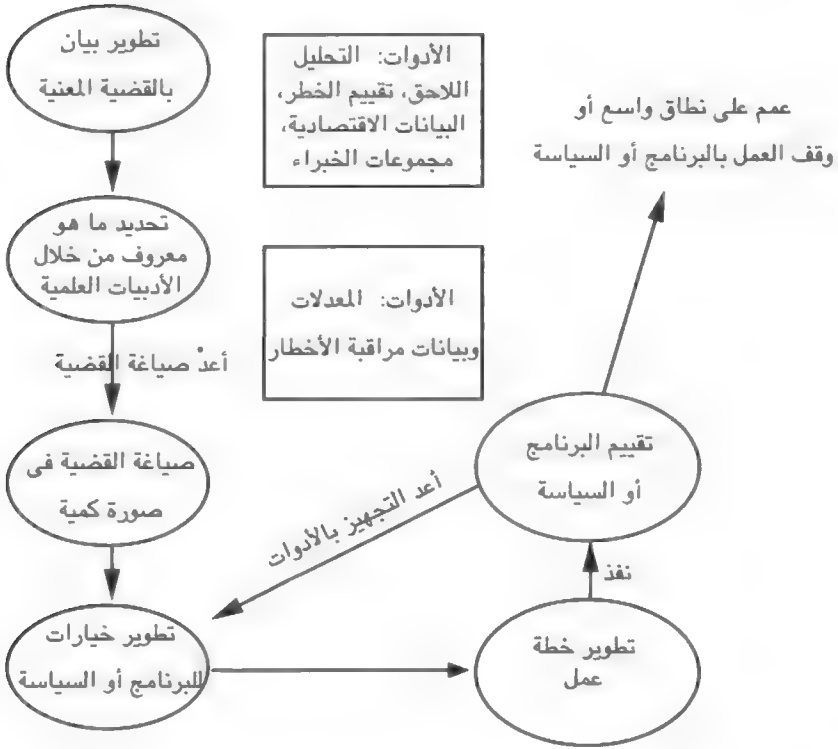 تطوير بيان
بالقضية المعنية
الأدوات: التحليل
اللاحق، تقييم الخطر،
البيانات الاقتصادية،
مجموعات الخبراء
عمم على نطاق واسع أو
وقف العمل بالبرنامج أو السياسة
تحديد ما هو
معروف من خلال
الأدبيات العلمية
الأدوات: المعدلات
وبيانات مراقبة الأخطار
أعدْ صياغة القضية
صياغة القضية فى
صورة كمية
تقييم البرنامج
أو السياسة
أعد التجهيز بالأدوات
نفذ
تطوير خيارات
للبرنامج أو السياسة
تطوير خطة
عمل